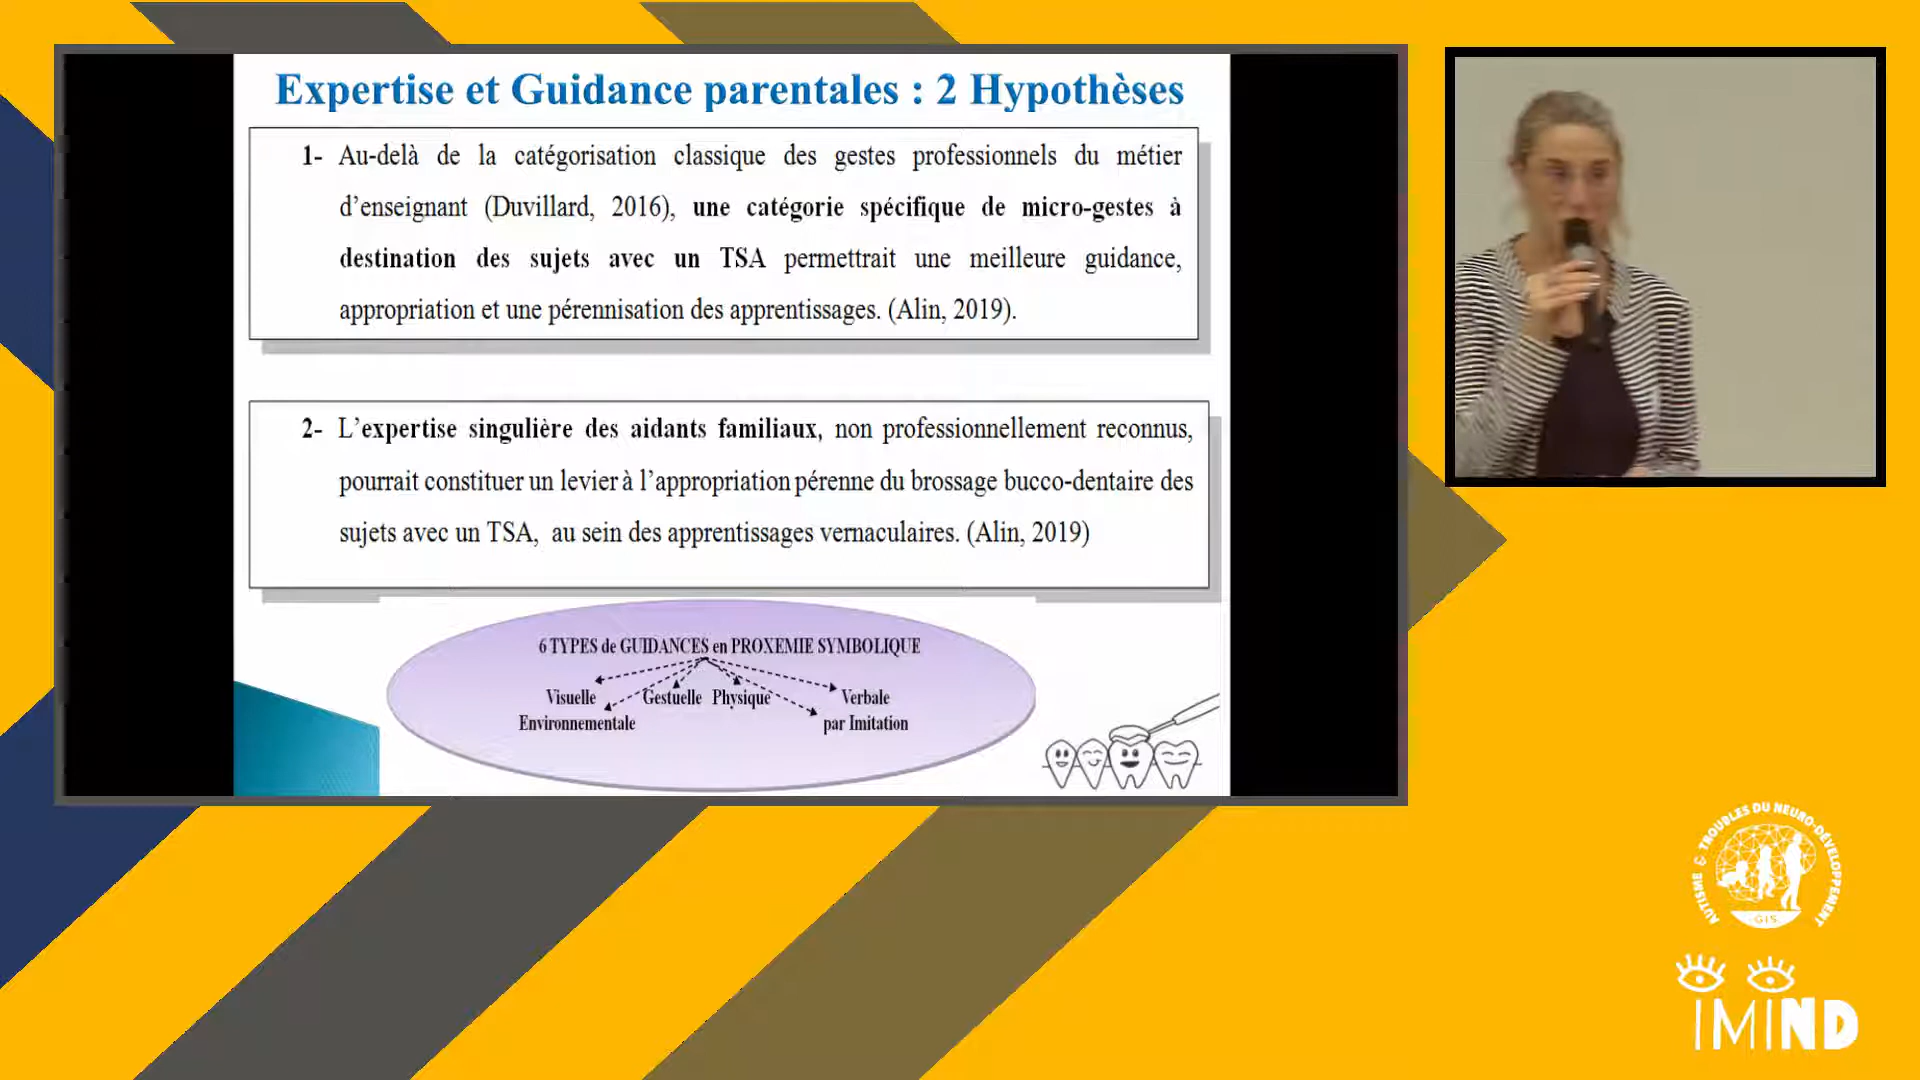 Expertise et Guidance parentales : 2 Hypothèses
1- Au-delà de la catégorisation classique des gestes professionnels du métier
d’enseignant (Duvillard, 2016), une catégorie spécifique de micro-gestes à
destination des sujets avec un TSA permettrait une meilleure guidance,
appropriation et une pérennisation des apprentissages. (Alin, 2019).
2- L’expertise singulière des aidants familiaux, non professionnellement reconnus,
pourrait constituer un levier à l’appropriation pérenne du brossage bucco-dentaire des
sujets avec un TSA, au sein des apprentissages vernaculaires. (Alin, 2019)
6 TYPES de GUIDANCES en PROXEMIE SYMBOLIQUE
Visuelle Gestuelle Physique Verbale
Environnementale par Imitation
AUTISME & TROUBLES DU NEURO-DÉVELOPPEMENT
GIS
IMIND